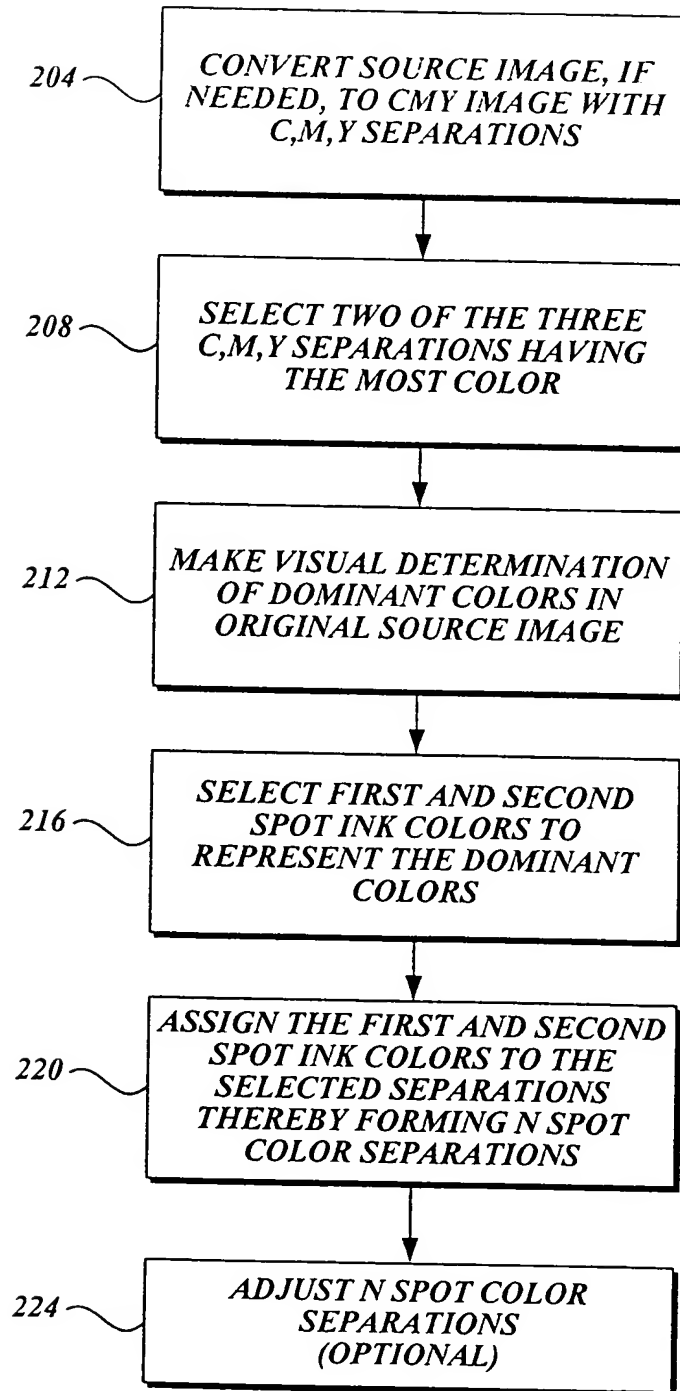 204
CONVERT SOURCE IMAGE, IF
NEEDED, TO CMY IMAGE WITH
C,M,Y SEPARATIONS
208
SELECT TWO OF THE THREE
C,M,Y SEPARATIONS HAVING
THE MOST COLOR
212
MAKE VISUAL DETERMINATION
OF DOMINANT COLORS IN
ORIGINAL SOURCE IMAGE
216
SELECT FIRST AND SECOND
SPOT INK COLORS TO
REPRESENT THE DOMINANT
COLORS
220
ASSIGN THE FIRST AND SECOND
SPOT INK COLORS TO THE
SELECTED SEPARATIONS
THEREBY FORMING N SPOT
COLOR SEPARATIONS
224
ADJUST N SPOT COLOR
SEPARATIONS
(OPTIONAL)